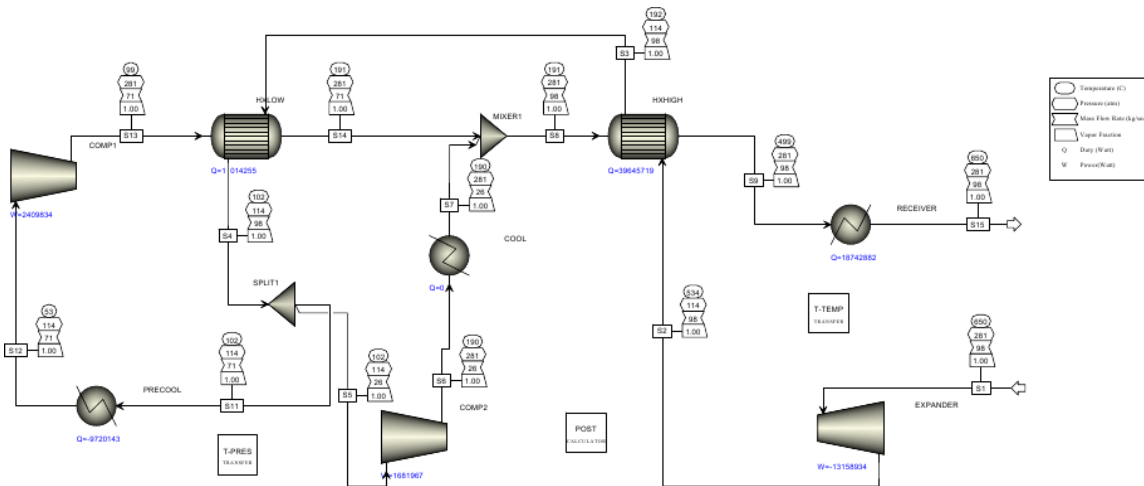 192
114
98
1.00
S3
99
281
71
1.00
S13
191
281
71
1.00
S14
191
281
98
1.00
S8
HXLOW
MIXER1
HXHIGH
COMP1
Temperature (C)
Pressure (atm)
Mass Flow Rate (kg/sec)
Vapor Fraction
Q Duty (Watt)
W Power(Watt)
Q=39645719
W=2409834
190
281
26
1.00
S7
499
281
98
1.00
S9
650
281
98
1.00
S15
RECEIVER
Q=18742882
102
114
98
1.00
S4
COOL
Q=0
SPLIT1
53
114
71
1.00
S12
PRECOOL
Q=-9720143
102
114
71
1.00
S11
102
114
26
1.00
S5
190
281
26
1.00
S6
COMP2
534
114
98
1.00
S2
T-TEMP
TRANSFER
650
281
98
1.00
S1
EXPANDER
W=-13158934
T-PRES
TRANSFER
POST
CALCULATOR